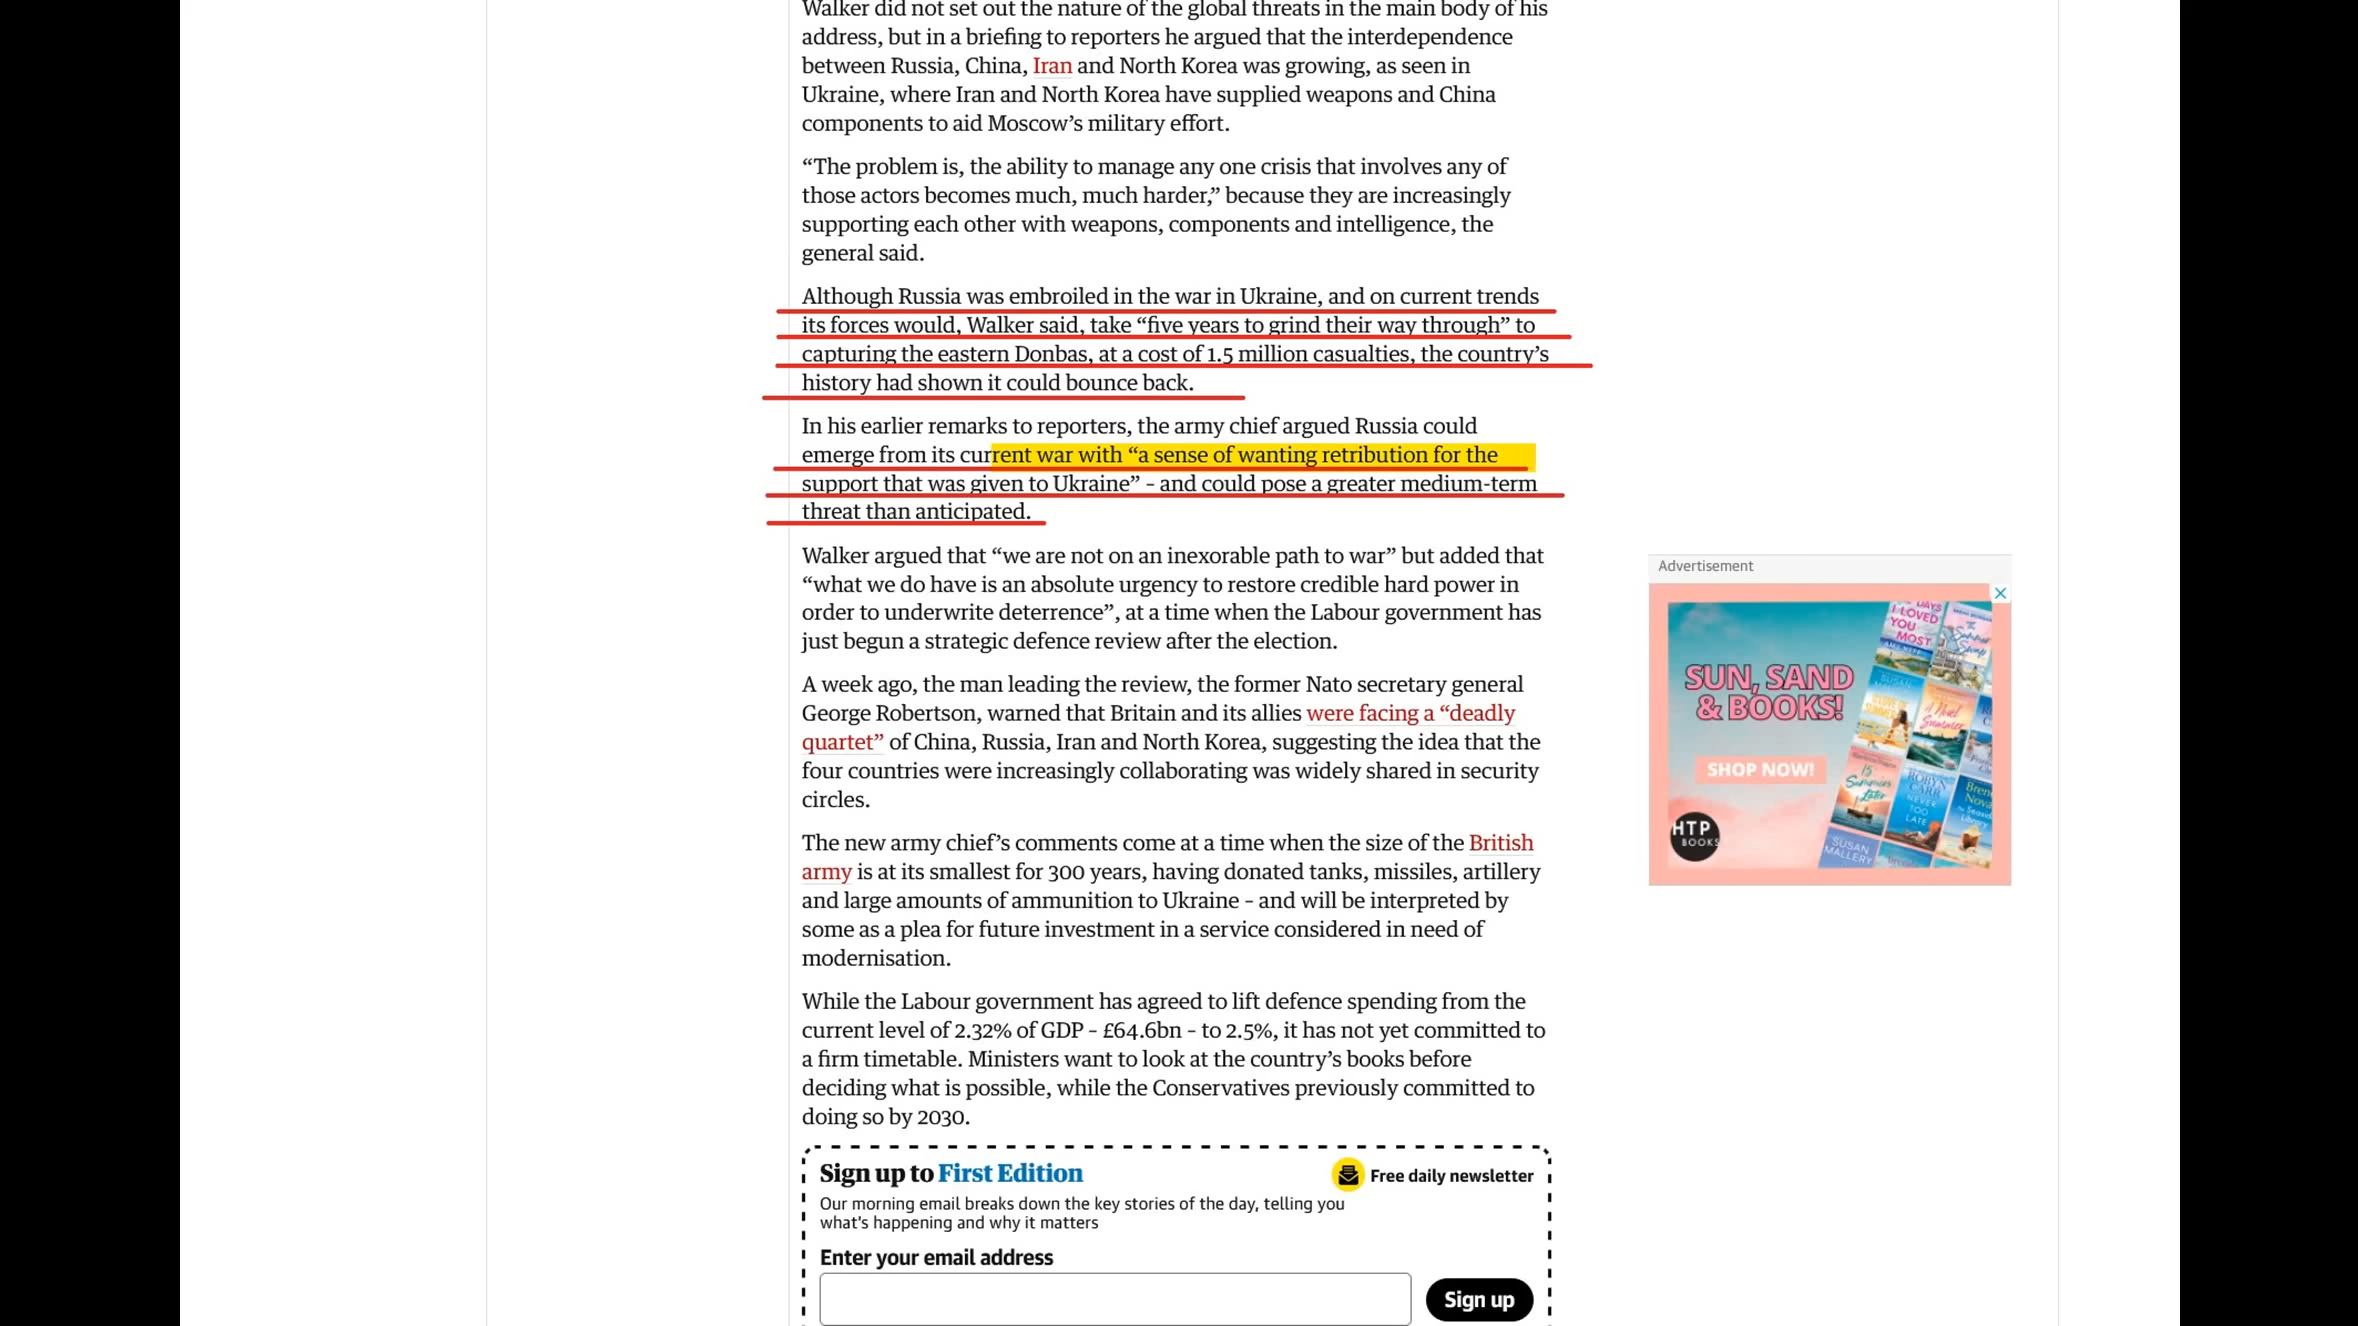 Walker did not set out the nature of the global threats in the main body of his
address, but in a briefing to reporters he argued that the interdependence
between Russia, China, Iran and North Korea was growing, as seen in
Ukraine, where Iran and North Korea have supplied weapons and China
components to aid Moscow’s military effort.
“The problem is, the ability to manage any one crisis that involves any of
those actors becomes much, much harder,” because they are increasingly
supporting each other with weapons, components and intelligence, the
general said.
Although Russia was embroiled in the war in Ukraine, and on current trends
its forces would, Walker said, take “five years to grind their way through” to
capturing the eastern Donbas, at a cost of 1.5 million casualties, the country’s
history had shown it could bounce back.
In his earlier remarks to reporters, the army chief argued Russia could
emerge from its current war with “a sense of wanting retribution for the
support that was given to Ukraine” – and could pose a greater medium-term
threat than anticipated.
Walker argued that “we are not on an inexorable path to war” but added that
“what we do have is an absolute urgency to restore credible hard power in
order to underwrite deterrence”, at a time when the Labour government has
just begun a strategic defence review after the election.
A week ago, the man leading the review, the former Nato secretary general
George Robertson, warned that Britain and its allies were facing a “deadly
quartet” of China, Russia, Iran and North Korea, suggesting the idea that the
four countries were increasingly collaborating was widely shared in security
circles.
The new army chief’s comments come at a time when the size of the British
army is at its smallest for 300 years, having donated tanks, missiles, artillery
and large amounts of ammunition to Ukraine – and will be interpreted by
some as a plea for future investment in a service considered in need of
modernisation.
While the Labour government has agreed to lift defence spending from the
current level of 2.32% of GDP – £64.6bn – to 2.5%, it has not yet committed to
a firm timetable. Ministers want to look at the country’s books before
deciding what is possible, while the Conservatives previously committed to
doing so by 2030.
Sign up to First Edition
Free daily newsletter
Our morning email breaks down the key stories of the day, telling you
what's happening and why it matters
Enter your email address
Sign up
Advertisement
SUN, SAND
& BOOKS!
SHOP NOW!
HTP
BOOKS
I LOVED
YOU
MOST
15
Summers
Later
ROBYN
CARR
NEVER
TOO
LATE
SUSAN
MALLERY